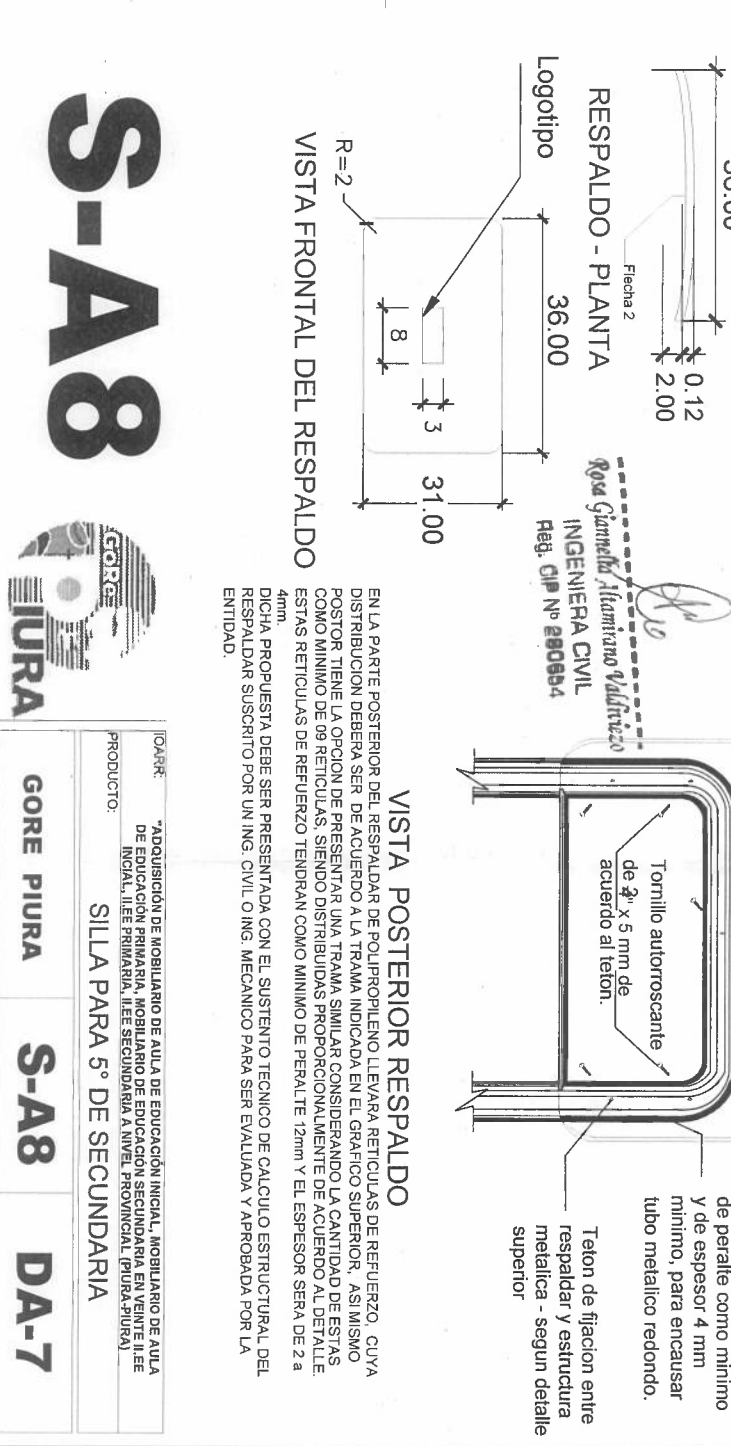 0.12
2.00
Flecha 2
RESPALDO - PLANTA
Logotipo
36.00
8
3
31.00
R=2
VISTA FRONTAL DEL RESPALDO
Rosa Giannella Altamirano Valdiviezo
INGENIERA CIVIL
Reg. CIP Nº 280654
Tornillo autorroscante
de x 5 mm de
acuerdo al teton.
de peralte como minimo
y de espesor 4 mm
minimo, para encausar
tubo metalico redondo.
Teton de fijacion entre
respaldar y estructura
metalica - segun detalle
superior
VISTA POSTERIOR RESPALDO
EN LA PARTE POSTERIOR DEL RESPALDAR DE POLIPROPILENO LLEVARA RETICULAS DE REFUERZO, CUYA
DISTRIBUCION DEBERA SER DE ACUERDO A LA TRAMA INDICADA EN EL GRAFICO SUPERIOR, ASI MISMO
POSTOR TIENE LA OPCION DE PRESENTAR UNA TRAMA SIMILAR CONSIDERANDO LA CANTIDAD DE ESTAS
COMO MINIMO DE 09 RETICULAS, SIENDO DISTRIBUIDAS PROPORCIONALMENTE DE ACUERDO AL DETALLE.
ESTAS RETICULAS DE REFUERZO TENDRAN COMO MINIMO DE PERALTE 12mm Y EL ESPESOR SERA DE 2 a
4mm.
DICHA PROPUESTA DEBE SER PRESENTADA CON EL SUSTENTO TECNICO DE CALCULO ESTRUCTURAL DEL
RESPALDAR SUSCRITO POR UN ING. CIVIL O ING. MECANICO PARA SER EVALUADA Y APROBADA POR LA
ENTIDAD.
S-A8
GORE
PIURA
IOARR:
"ADQUISICIÓN DE MOBILIARIO DE AULA DE EDUCACIÓN INICIAL, MOBILIARIO DE AULA
DE EDUCACIÓN PRIMARIA, MOBILIARIO DE EDUCACIÓN SECUNDARIA EN VEINTE II.EE
INCIAL, II.EE PRIMARIA, II.EE SECUNDARIA A NIVEL PROVINCIAL (PIURA-PIURA)
PRODUCTO:
SILLA PARA 5° DE SECUNDARIA
GORE PIURA
S-A8
DA-7